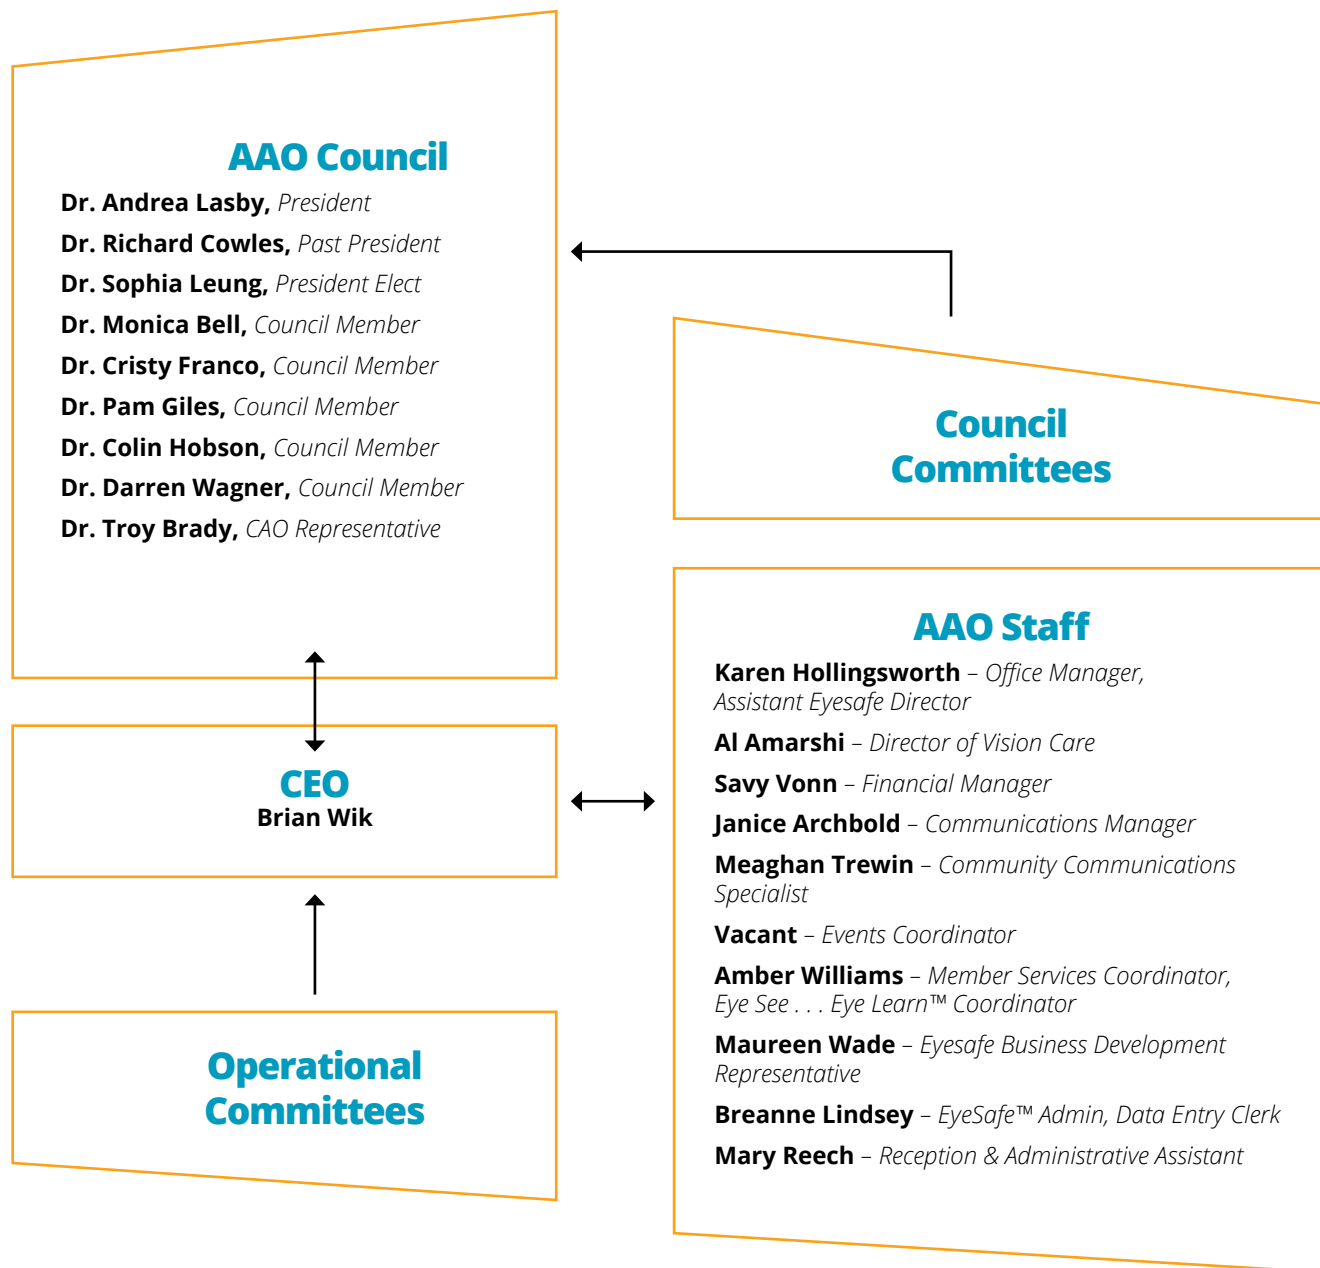 AAO Council
Dr. Andrea Lasby, President
Dr. Richard Cowles, Past President
Dr. Sophia Leung, President Elect
Dr. Monica Bell, Council Member
Dr. Cristy Franco, Council Member
Dr. Pam Giles, Council Member
Dr. Colin Hobson, Council Member
Dr. Darren Wagner, Council Member
Dr. Troy Brady, CAO Representative
Council
Committees
CEO
Brian Wik
Operational
Committees
AAO Staff
Karen Hollingsworth – Office Manager,
Assistant Eyesafe Director
Al Amarshi – Director of Vision Care
Savy Vonn – Financial Manager
Janice Archbold – Communications Manager
Meaghan Trewin – Community Communications
Specialist
Vacant – Events Coordinator
Amber Williams – Member Services Coordinator,
Eye See . . . Eye Learn™ Coordinator
Maureen Wade – Eyesafe Business Development
Representative
Breanne Lindsey – EyeSafe™ Admin, Data Entry Clerk
Mary Reech – Reception & Administrative Assistant